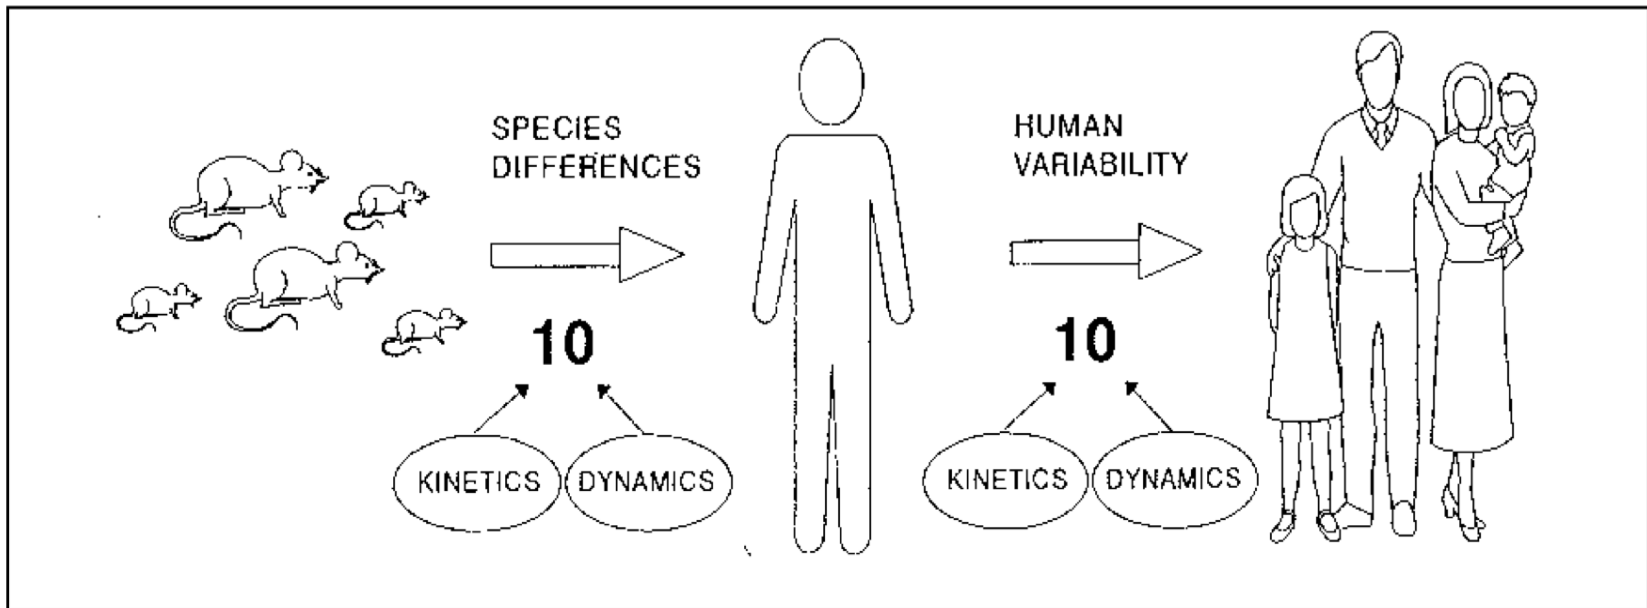 SPECIES
DIFFERENCES
HUMAN
VARIABILITY
10
10
KINETICS
DYNAMICS
KINETICS
DYNAMICS